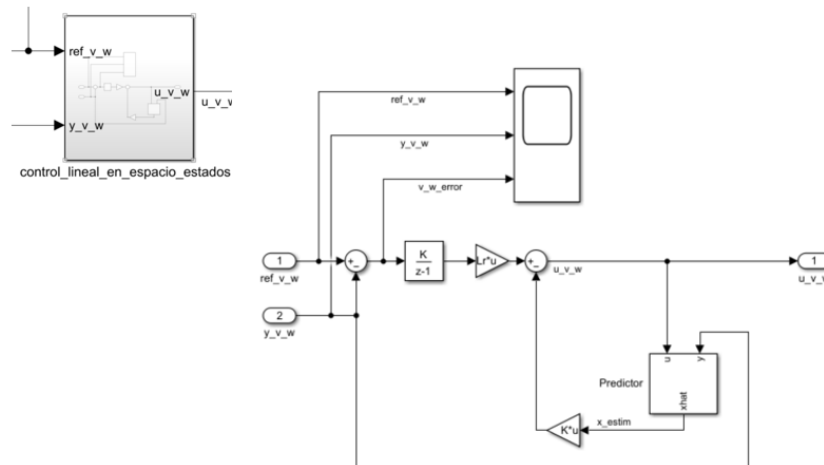 ref_v_w
u_v_w
u_v_w
y_v_w
control_lineal_en_espacio_estados
ref_v_w
y_v_w
v_w_error
1
ref_v_w
+
-
K
z-1
Lr*u
+
-
u_v_w
1
u_v_w
2
y_v_w
u
y
Predictor
xhat
K*u
x_estim